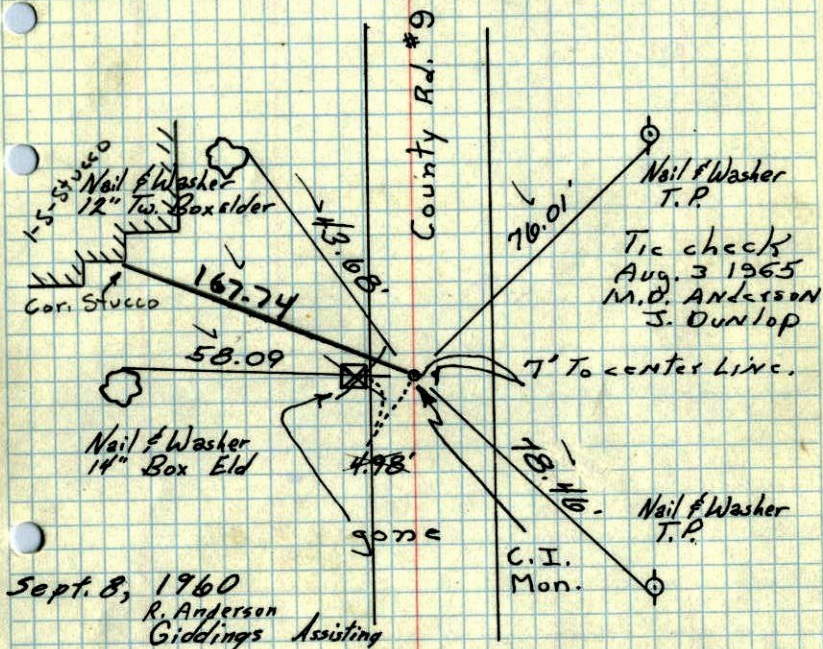 County Rd. #9
1-S-Stucco
Nail & Washer
12" Tw. Boxelder
43.68'
76.01'
Nail & Washer
T.P.
Tie check
Aug. 3 1965
M.D. Anderson
J. Dunlop
167.74
Cor. Stucco
58.09
7' To center Line.
Nail & Washer
14" Box Eld
4.98'
gone
78.46'
Nail & Washer
T.P.
C.I.
Mon.
Sept. 8, 1960
R. Anderson
Giddings Assisting